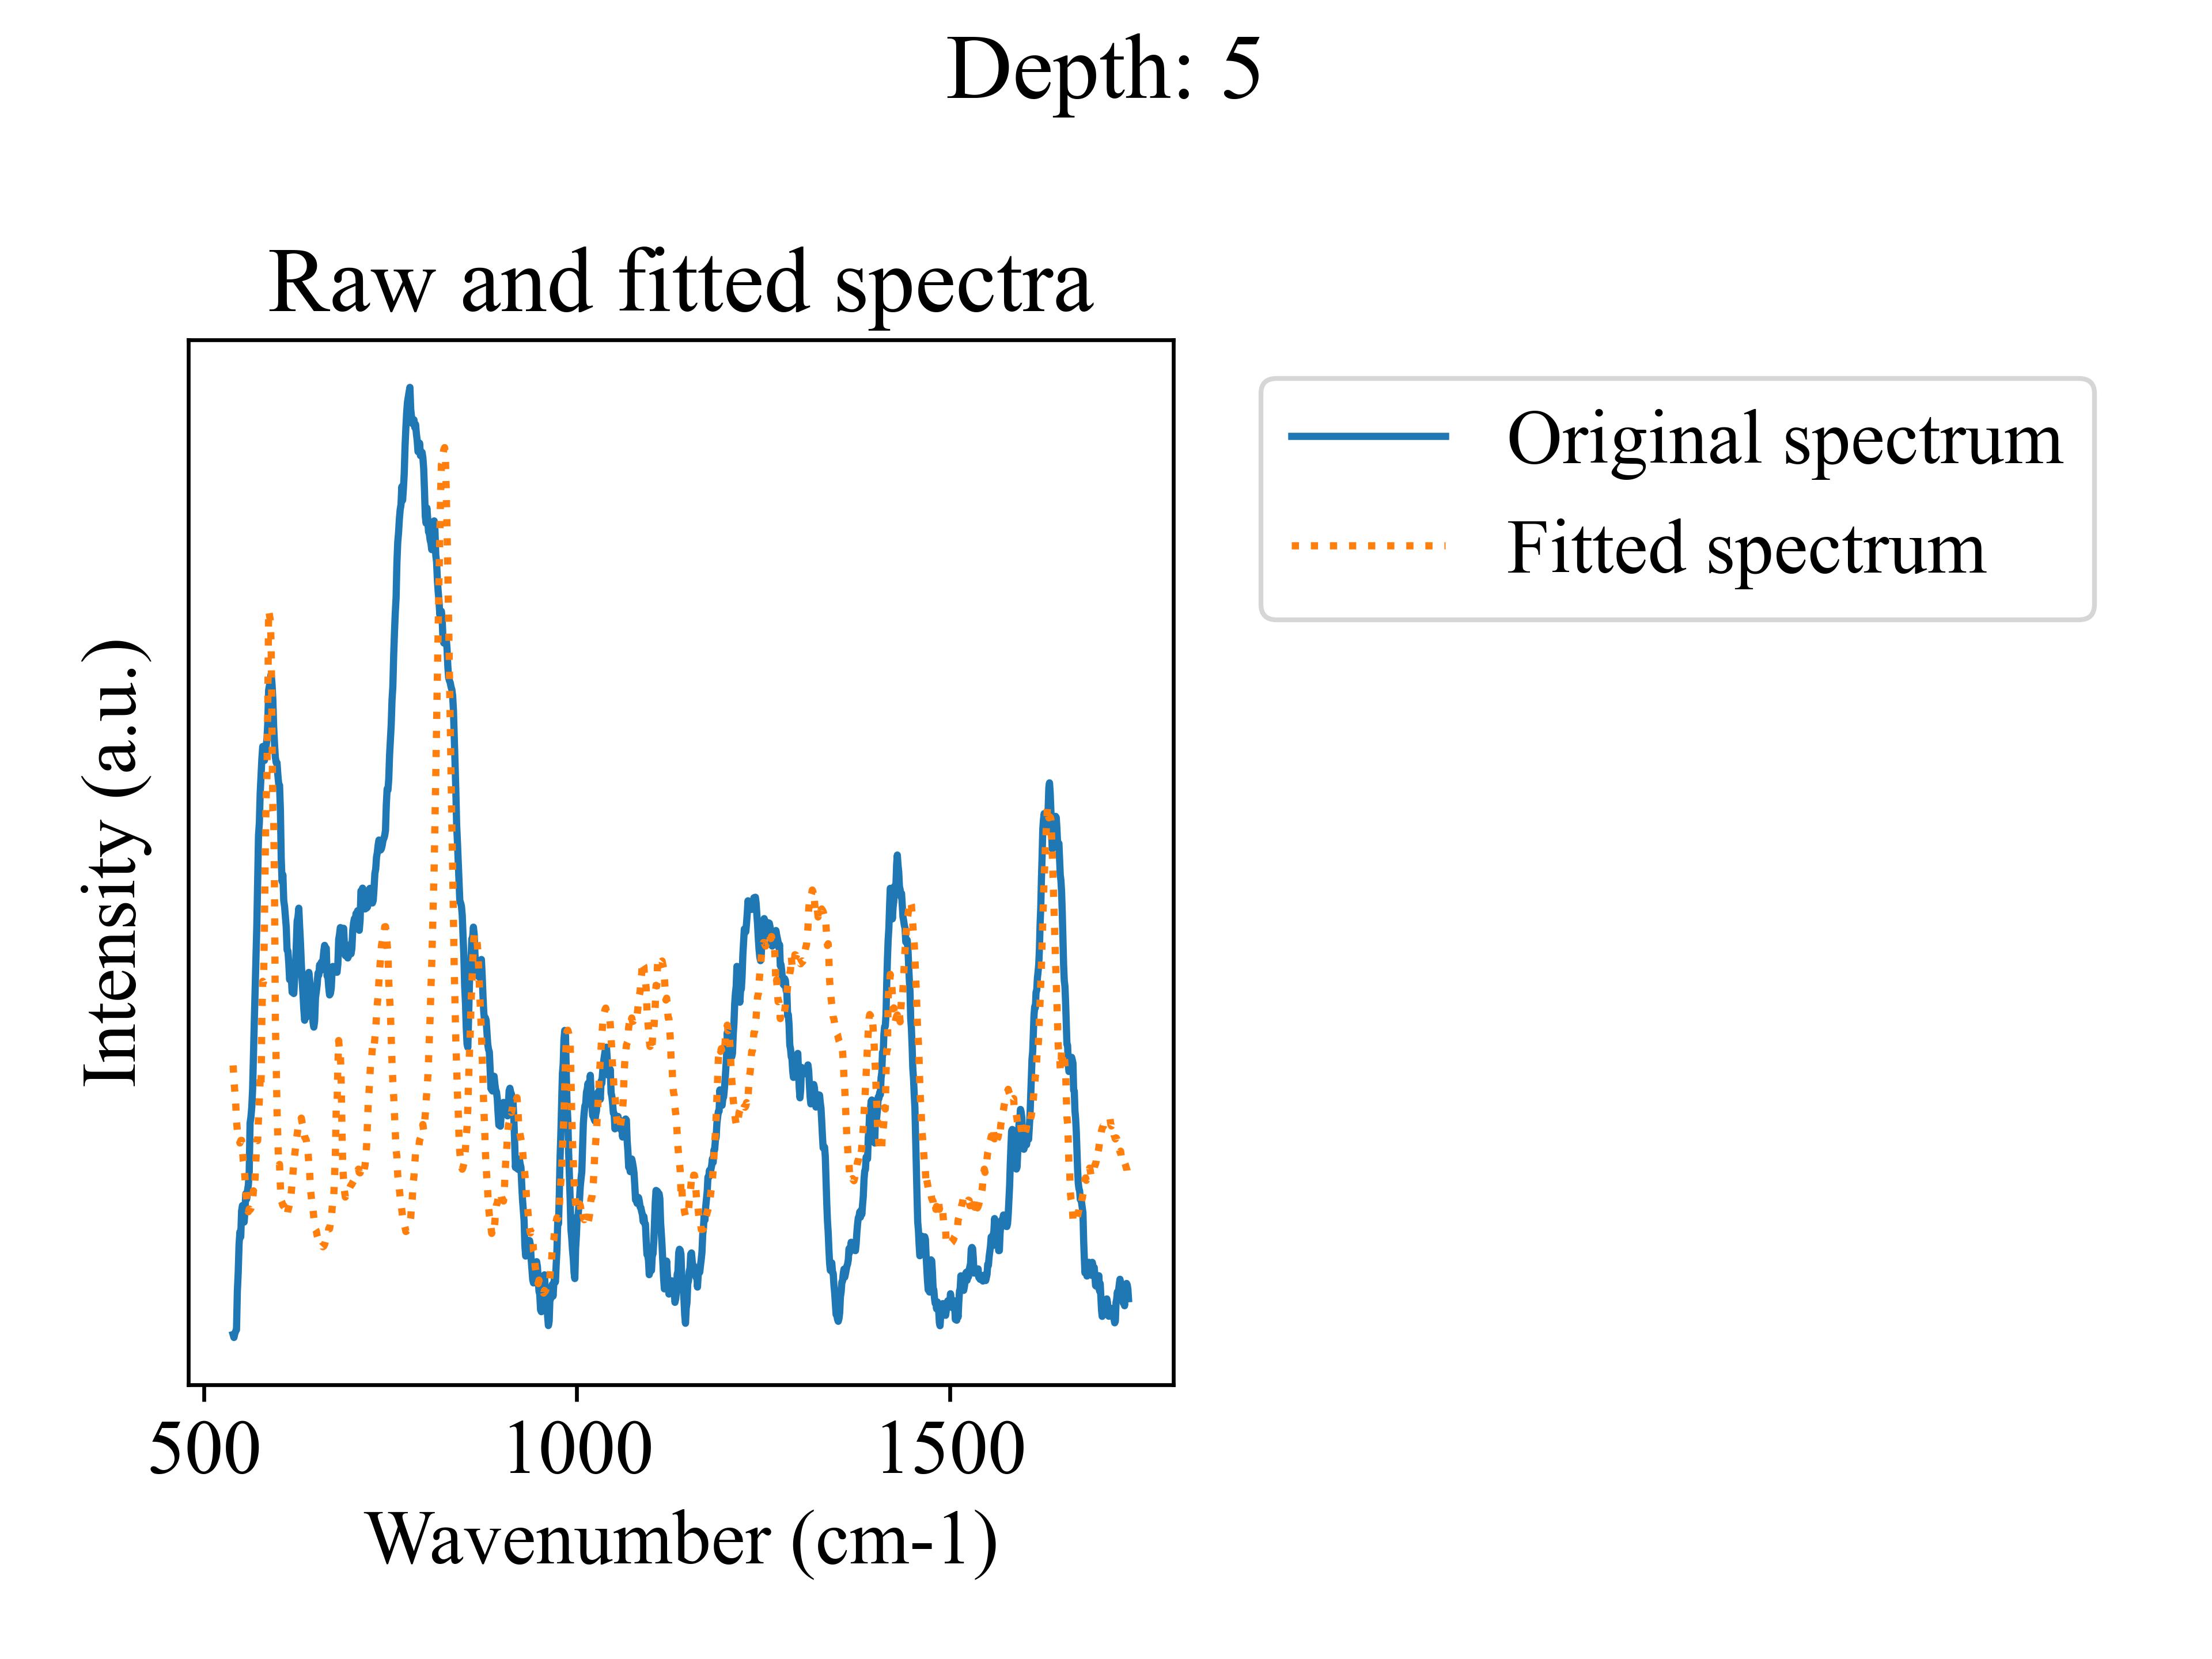 Depth: 5
Raw and fitted spectra
Original spectrum
Fitted spectrum
Intensity (a.u.)
500 1000 1500
Wavenumber (cm-1)